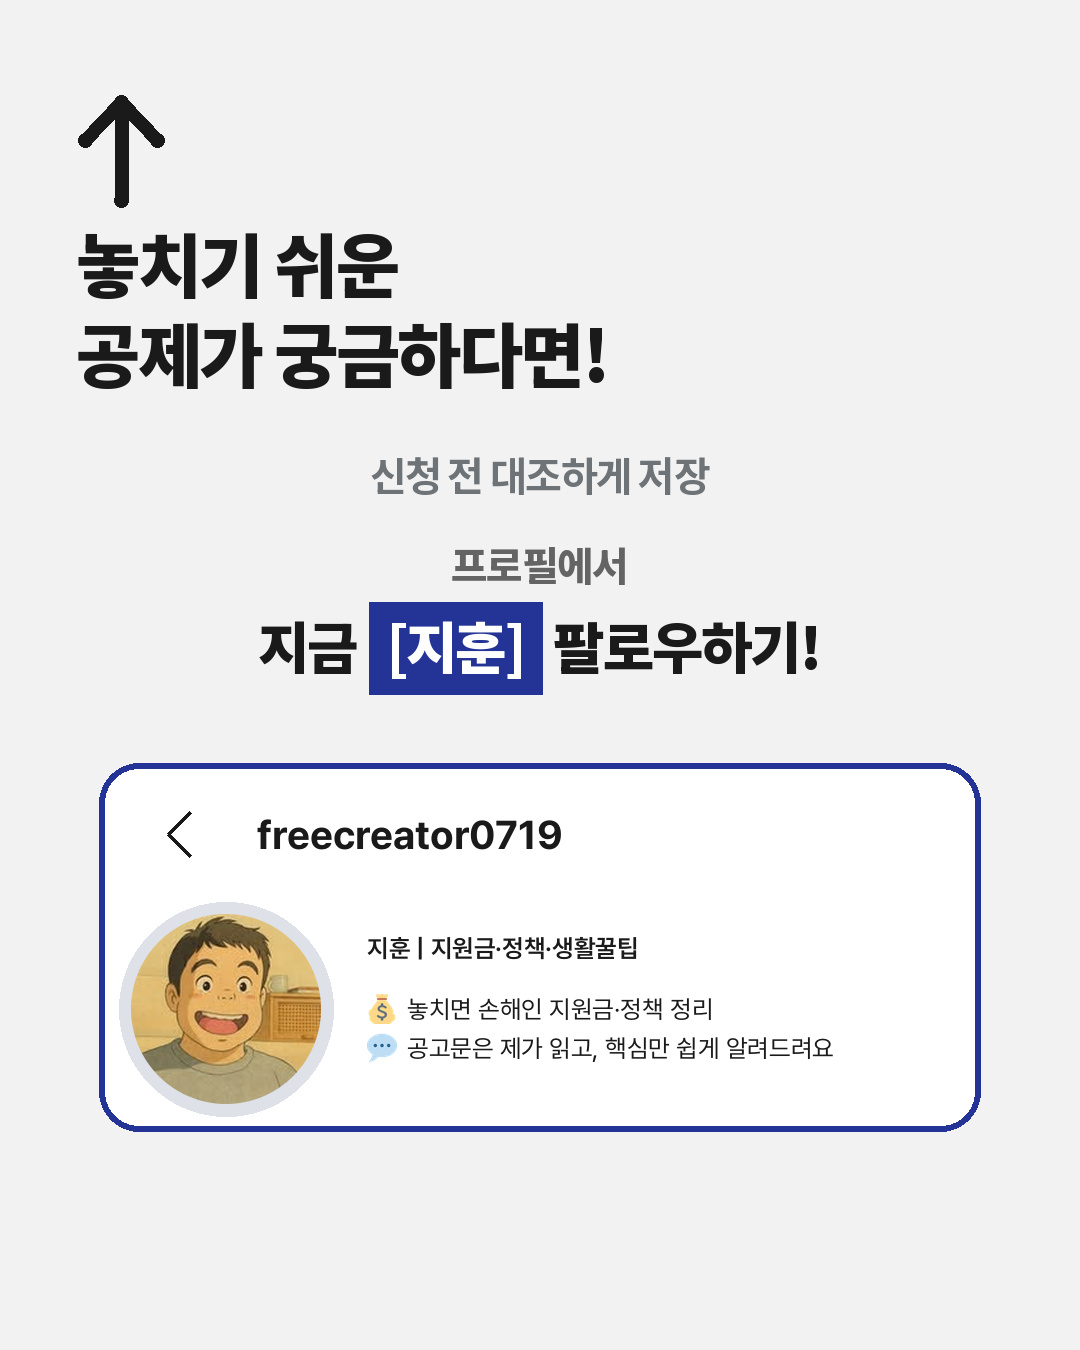 놓치기 쉬운
공제가 궁금하다면!
신청 전 대조하게 저장
프로필에서
지금 [지훈] 팔로우하기!
freecreator0719
지훈 | 지원금·정책·생활꿀팁
💰 놓치면 손해인 지원금·정책 정리
💬 공고문은 제가 읽고, 핵심만 쉽게 알려드려요